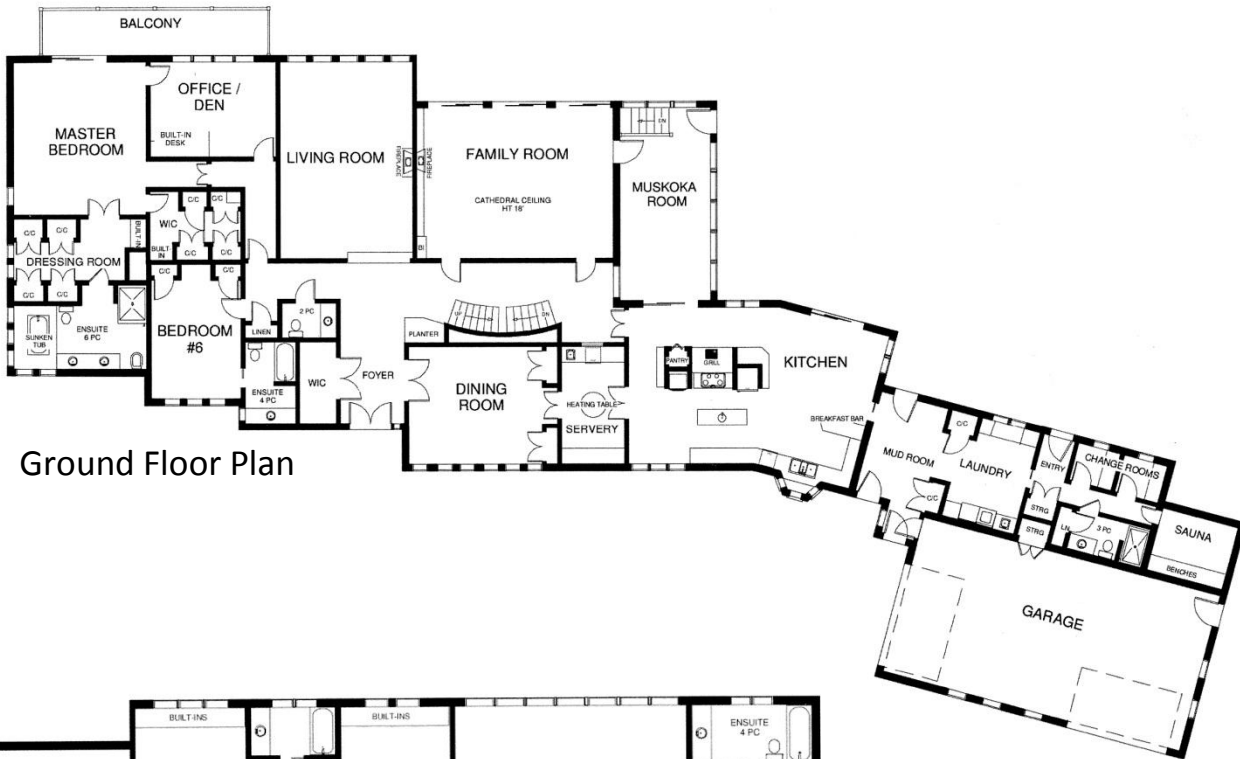 BALCONY
OFFICE /
DEN
BUILT-IN
DESK
MASTER
BEDROOM
LIVING ROOM
FIREPLACE
FIREPLACE
FAMILY ROOM
CATHEDRAL CEILING
HT 18'
BI
DN
MUSKOKA
ROOM
C/C
C/C
C/C
C/C
WIC
BUILT-
IN
BUILT-IN
C/C
C/C
DRESSING ROOM
C/C
C/C
C/C
C/C
SUNKEN
TUB
ENSUITE
6 PC
BEDROOM
#6
LINEN
2 PC
ENSUITE
4 PC
WIC
FOYER
PLANTER
UP
DN
DINING
ROOM
HEATING TABLE
SERVERY
PANTRY
GRILL
KITCHEN
BREAKFAST BAR
MUD ROOM
C/C
C/C
LAUNDRY
ENTRY
CHANGE ROOMS
STRG
STRG
LN
3 PC
SAUNA
BENCHES
GARAGE
Ground Floor Plan
BUILT-INS
BUILT-INS
ENSUITE
4 PC